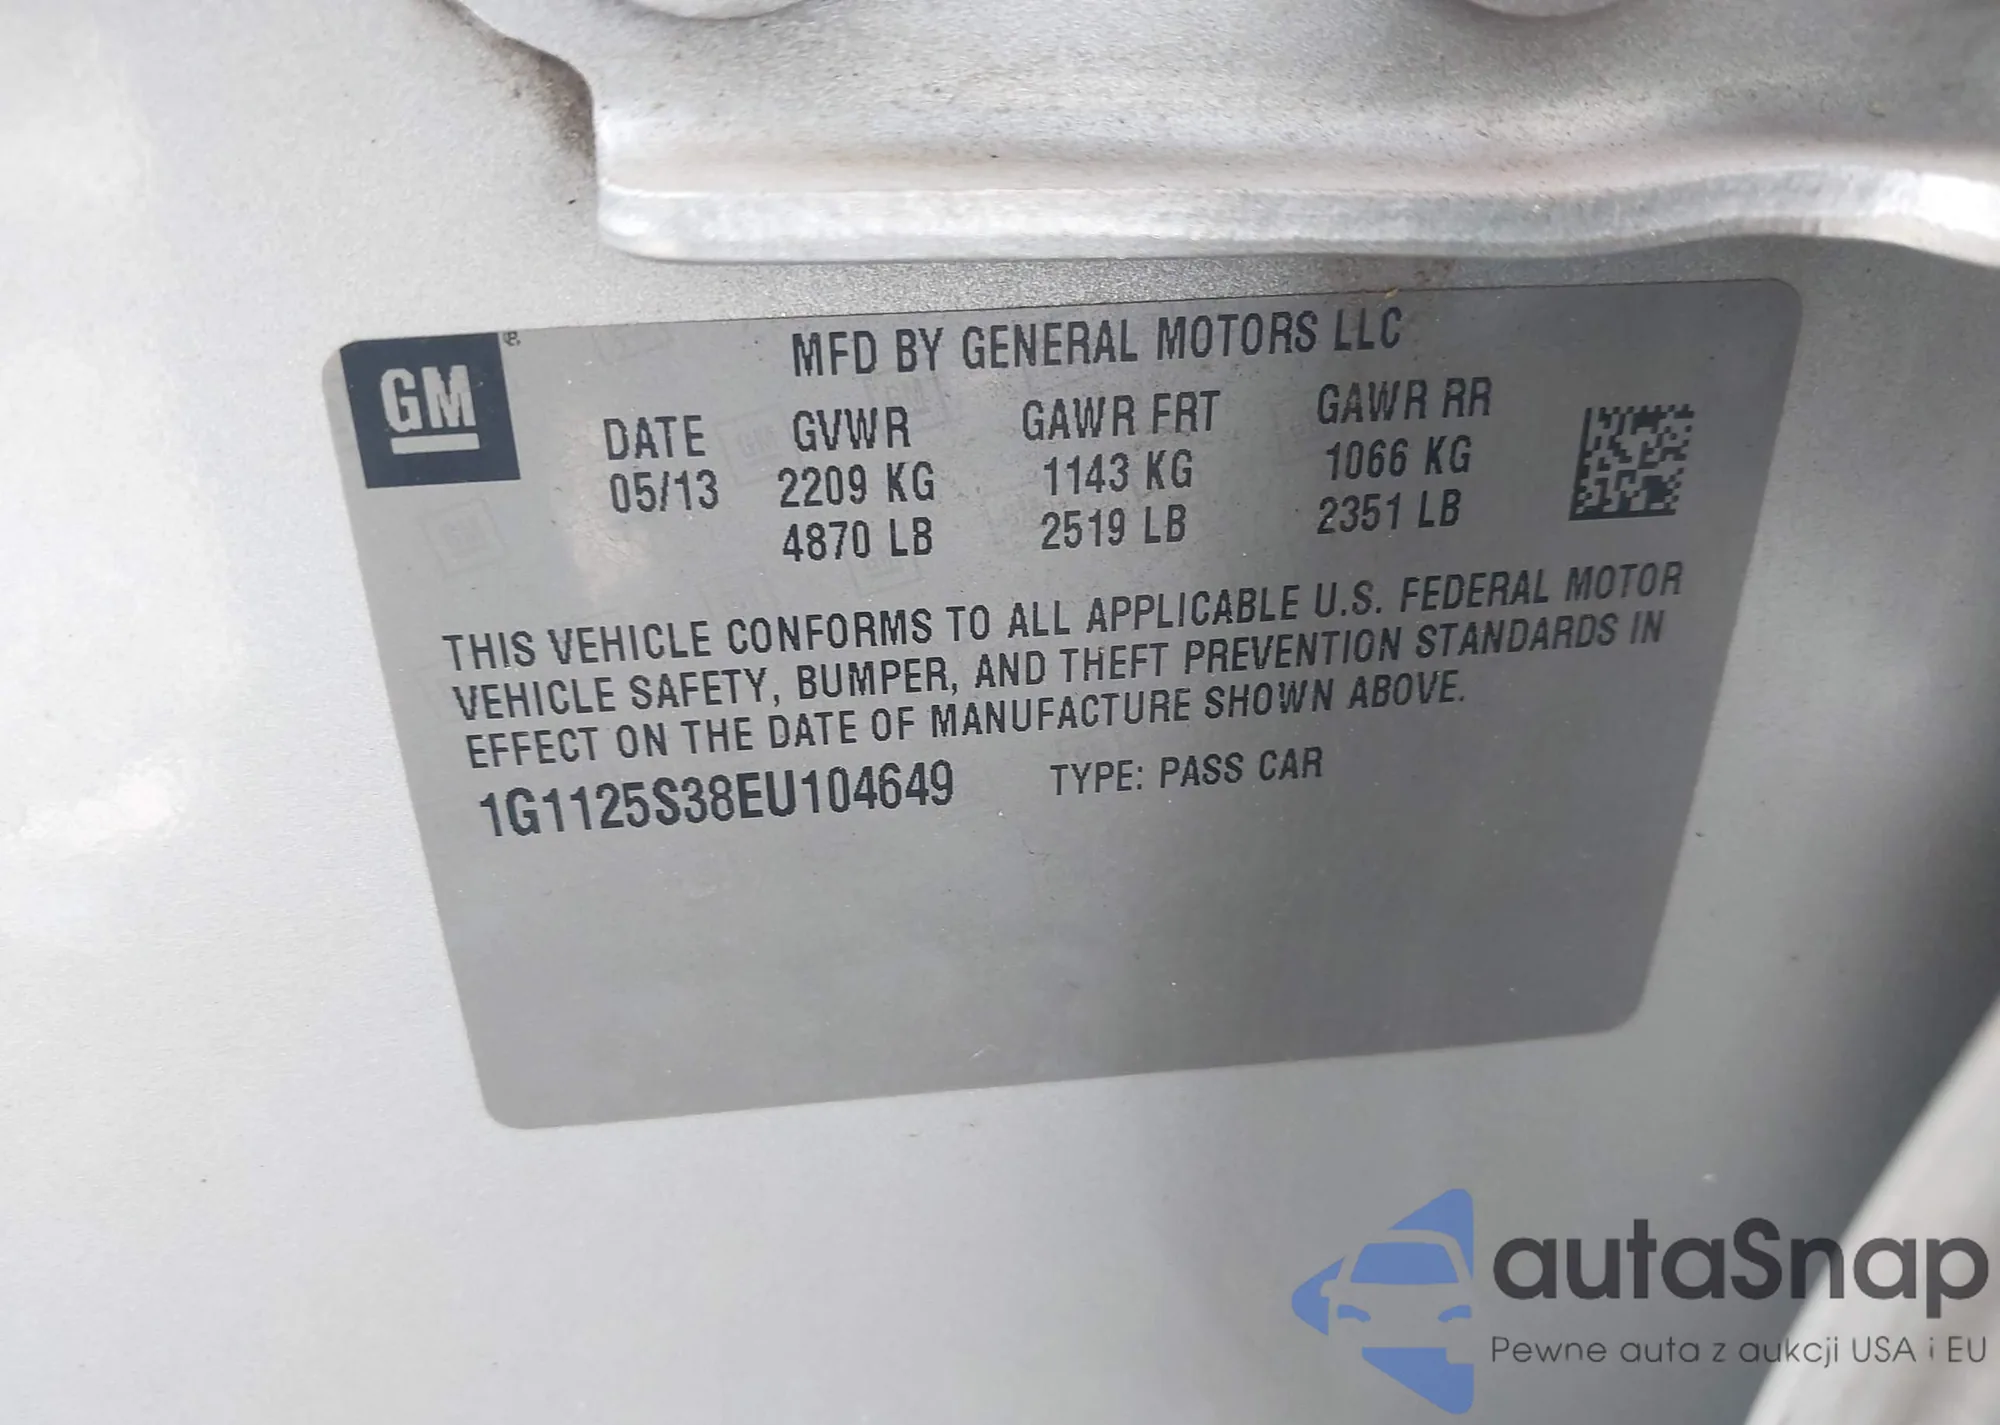 GM
MFD BY GENERAL MOTORS LLC
DATE GVWR GAWR FRT GAWR RR
05/13 2209 KG 1143 KG 1066 KG
4870 LB 2519 LB 2351 LB
THIS VEHICLE CONFORMS TO ALL APPLICABLE U.S. FEDERAL MOTOR
VEHICLE SAFETY, BUMPER, AND THEFT PREVENTION STANDARDS IN
EFFECT ON THE DATE OF MANUFACTURE SHOWN ABOVE.
1G1125S38EU104649 TYPE: PASS CAR
autaSnap
Pewne auta z aukcji USA i EU